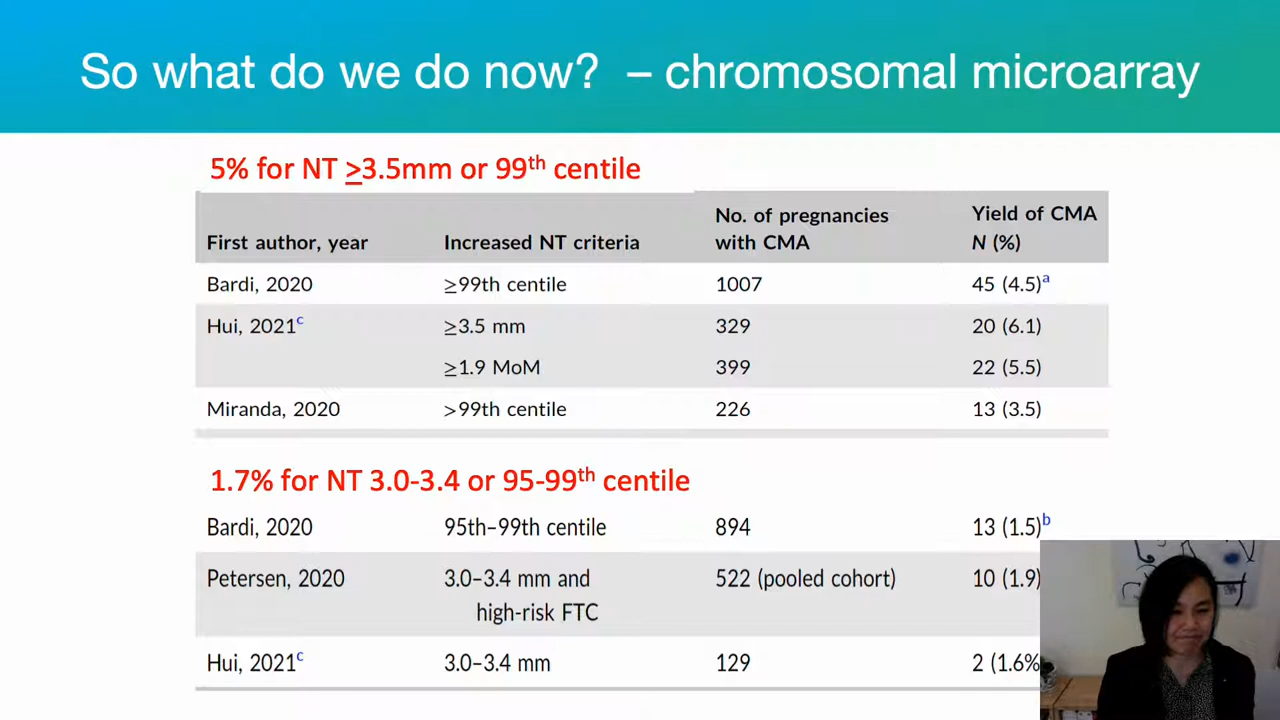 So what do we do now? – chromosomal microarray
5% for NT ≥3.5mm or 99th centile
First author, year Increased NT criteria No. of pregnancies with CMA Yield of CMA N (%)
Bardi, 2020 ≥99th centile 1007 45 (4.5)a
Hui, 2021c ≥3.5 mm 329 20 (6.1)
≥1.9 MoM 399 22 (5.5)
Miranda, 2020 >99th centile 226 13 (3.5)
1.7% for NT 3.0-3.4 or 95-99th centile
Bardi, 2020 95th–99th centile 894 13 (1.5)b
Petersen, 2020 3.0–3.4 mm and 522 (pooled cohort) 10 (1.9)
high-risk FTC
Hui, 2021c 3.0–3.4 mm 129 2 (1.6%